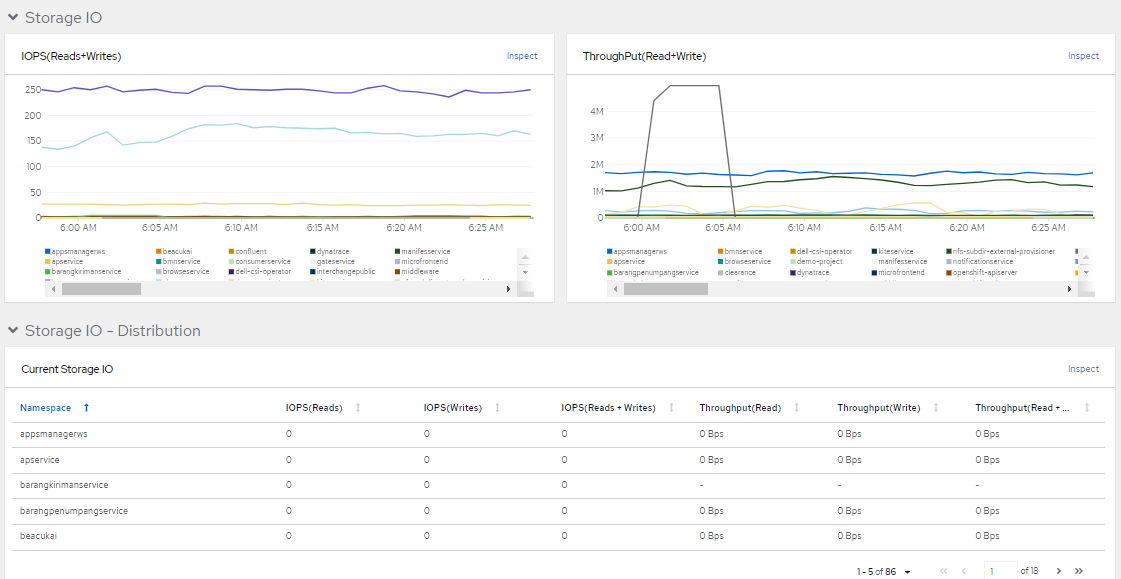 Storage IO
IOPS(Reads+Writes)
Inspect
250
200
150
100
50
0
6:00 AM 6:05 AM 6:10 AM 6:15 AM 6:20 AM 6:25 AM
appsmanagerws beacukai confluent dynatrace manifesservice
apservice bmnservice consumerservice gateservice microfrontend
barangkirimanservice browseservice dell-csi-operator interchangepublic middleware
ThroughPut(Read+Write)
Inspect
4M
3M
2M
1M
0
6:00 AM 6:05 AM 6:10 AM 6:15 AM 6:20 AM 6:25 AM
appsmanagerws bmnservice dell-csi-operator kiteservice nfs-subdir-external-provisioner
apservice browseservice demo-project manifesservice notificationservice
barangpenumpangservice clearance dynatrace microfrontend openshift-apiserver
Storage IO - Distribution
Current Storage IO
Inspect
Namespace IOPS(Reads) IOPS(Writes) IOPS(Reads + Writes) Throughput(Read) Throughput(Write) Throughput(Read + ...
appsmanagerws 0 0 0 0 Bps 0 Bps 0 Bps
apservice 0 0 0 0 Bps 0 Bps 0 Bps
barangkirimanservice 0 0 0 - - -
barangpenumpangservice 0 0 0 0 Bps 0 Bps 0 Bps
beacukai 0 0 0 0 Bps 0 Bps 0 Bps
1 - 5 of 86 1 of 18